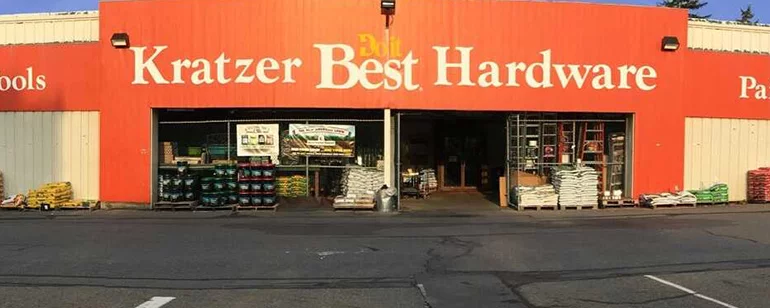 ools
Kratzer Do it Best Hardware
Pa